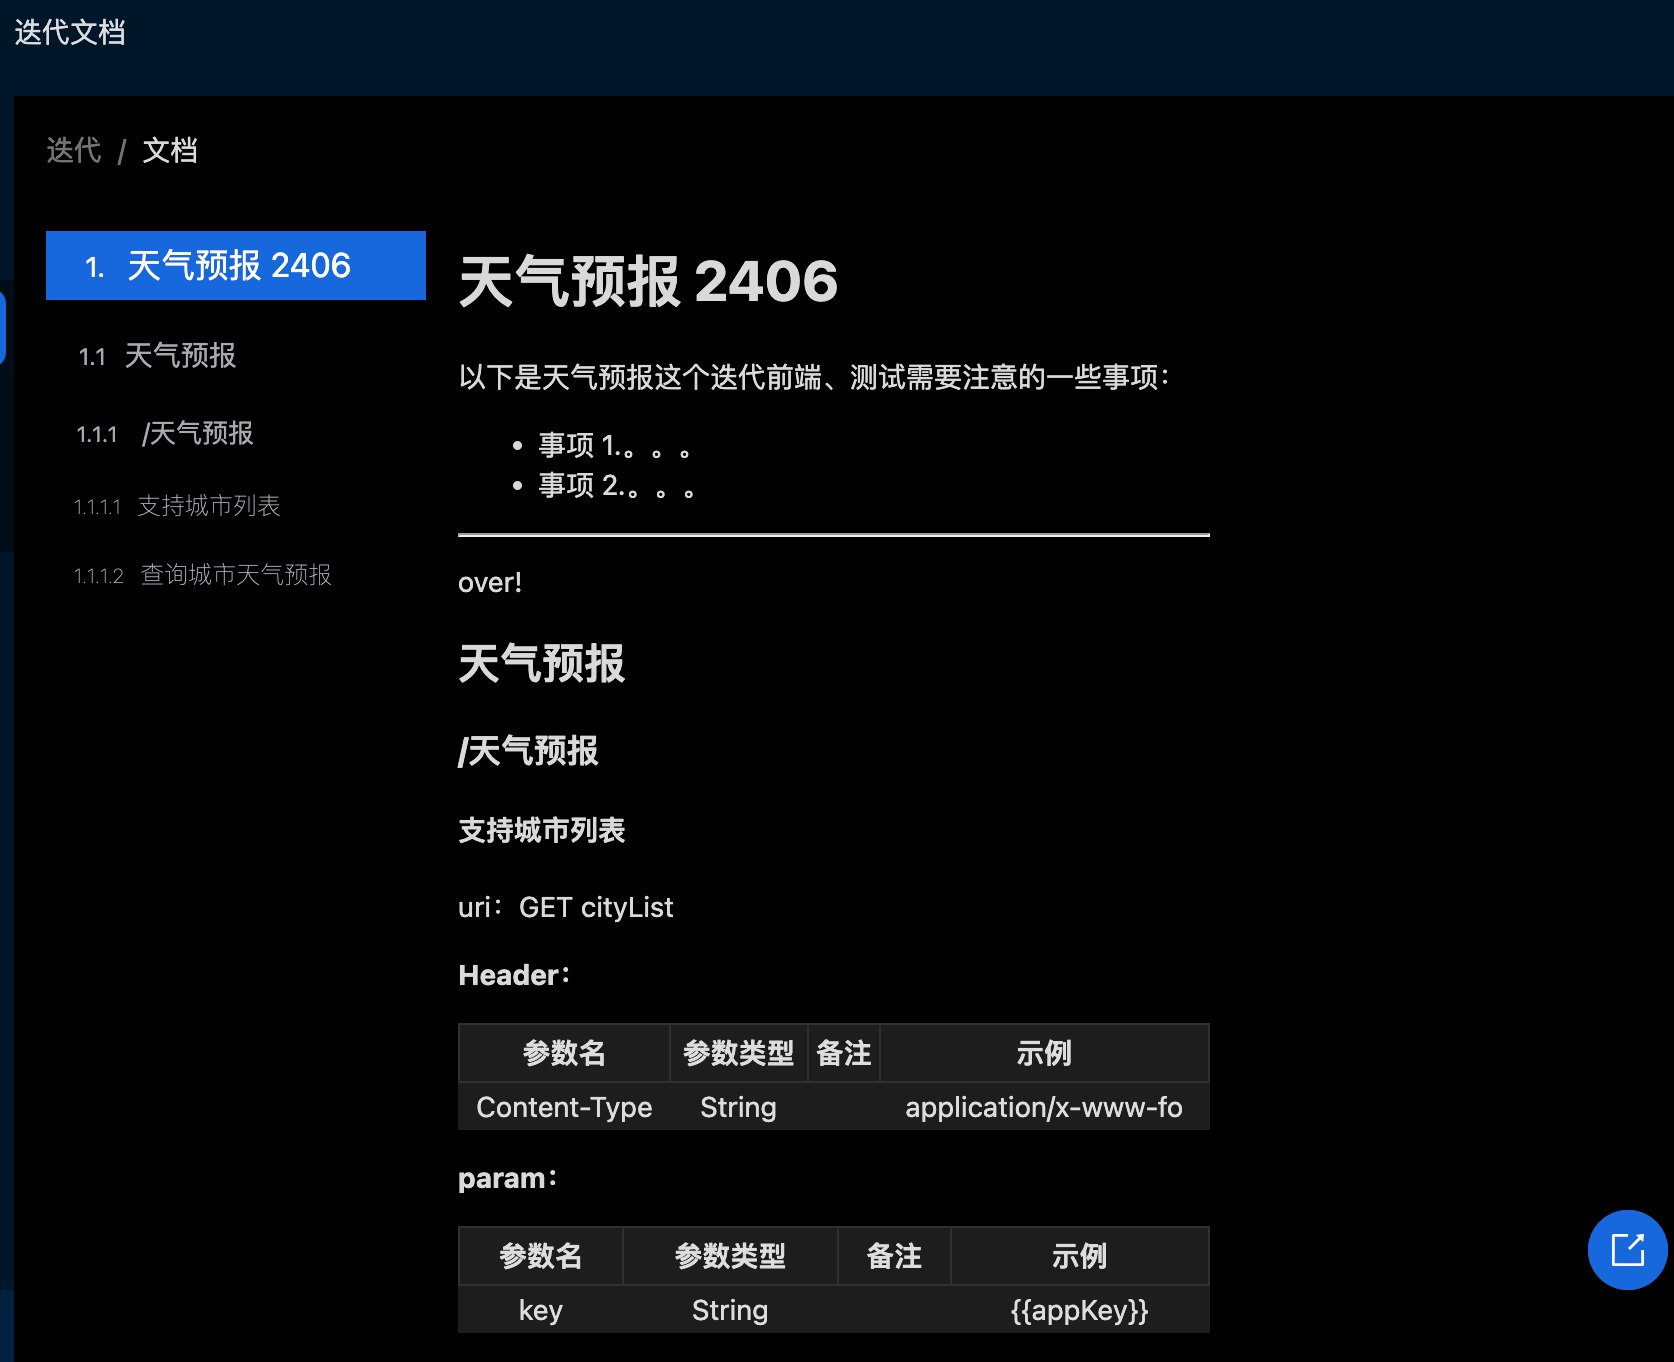 迭代文档
迭代 / 文档
1. 天气预报 2406
1.1 天气预报
1.1.1 /天气预报
1.1.1.1 支持城市列表
1.1.1.2 查询城市天气预报
天气预报 2406
以下是天气预报这个迭代前端、测试需要注意的一些事项：
• 事项 1.。。。
• 事项 2.。。。
over!
天气预报
/天气预报
支持城市列表
uri：GET cityList
Header：
参数名 参数类型 备注 示例
Content-Type String application/x-www-fo
param：
参数名 参数类型 备注 示例
key String {{appKey}}